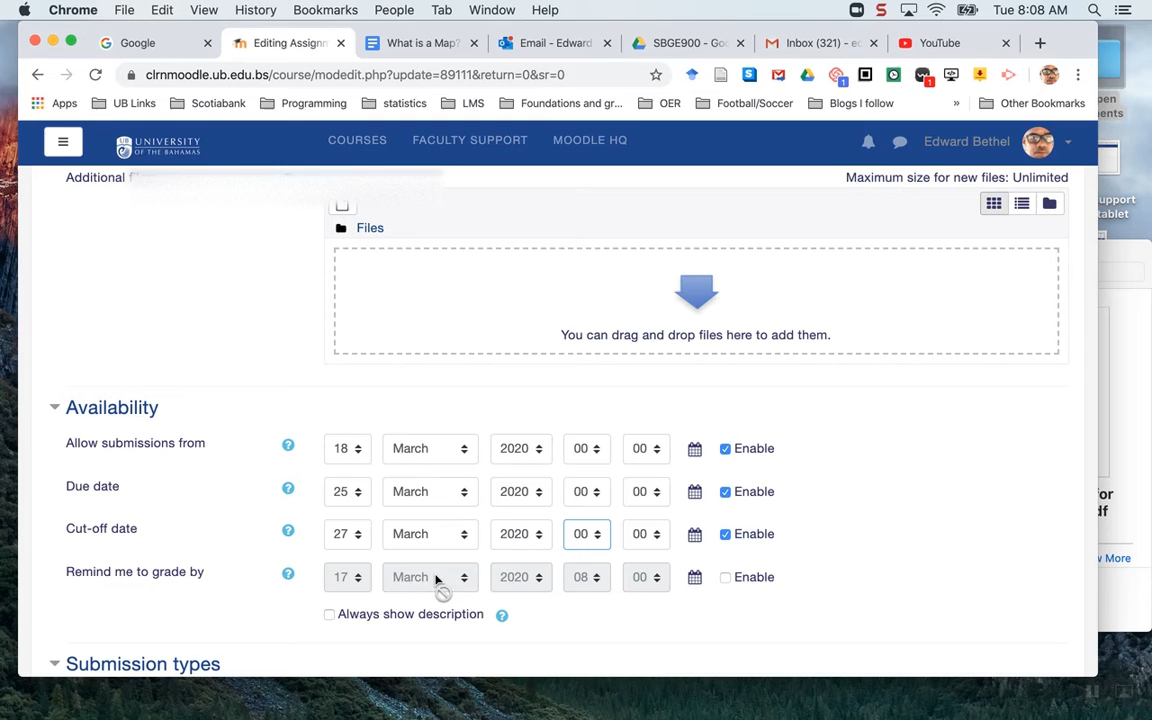 Chrome File Edit View History Bookmarks People Tab Window Help S Tue 8:08 AM
Google Editing Assignm What is a Map? Email - Edward SBGE900 - Goo Inbox (321) - ec YouTube
clrnmoodle.ub.edu.bs/course/modedit.php?update=89111&return=0&sr=0
Apps UB Links Scotiabank Programming statistics LMS Foundations and gr... OER Football/Soccer Blogs I follow » Other Bookmarks
UNIVERSITY OF THE BAHAMAS COURSES FACULTY SUPPORT MOODLE HQ Edward Bethel
Additional Maximum size for new files: Unlimited
Files
You can drag and drop files here to add them.
Availability
Allow submissions from ? 18 March 2020 00 00 Enable
Due date ? 25 March 2020 00 00 Enable
Cut-off date ? 27 March 2020 00 00 Enable
Remind me to grade by ? 17 March 2020 08 00 Enable
Always show description ?
Submission types